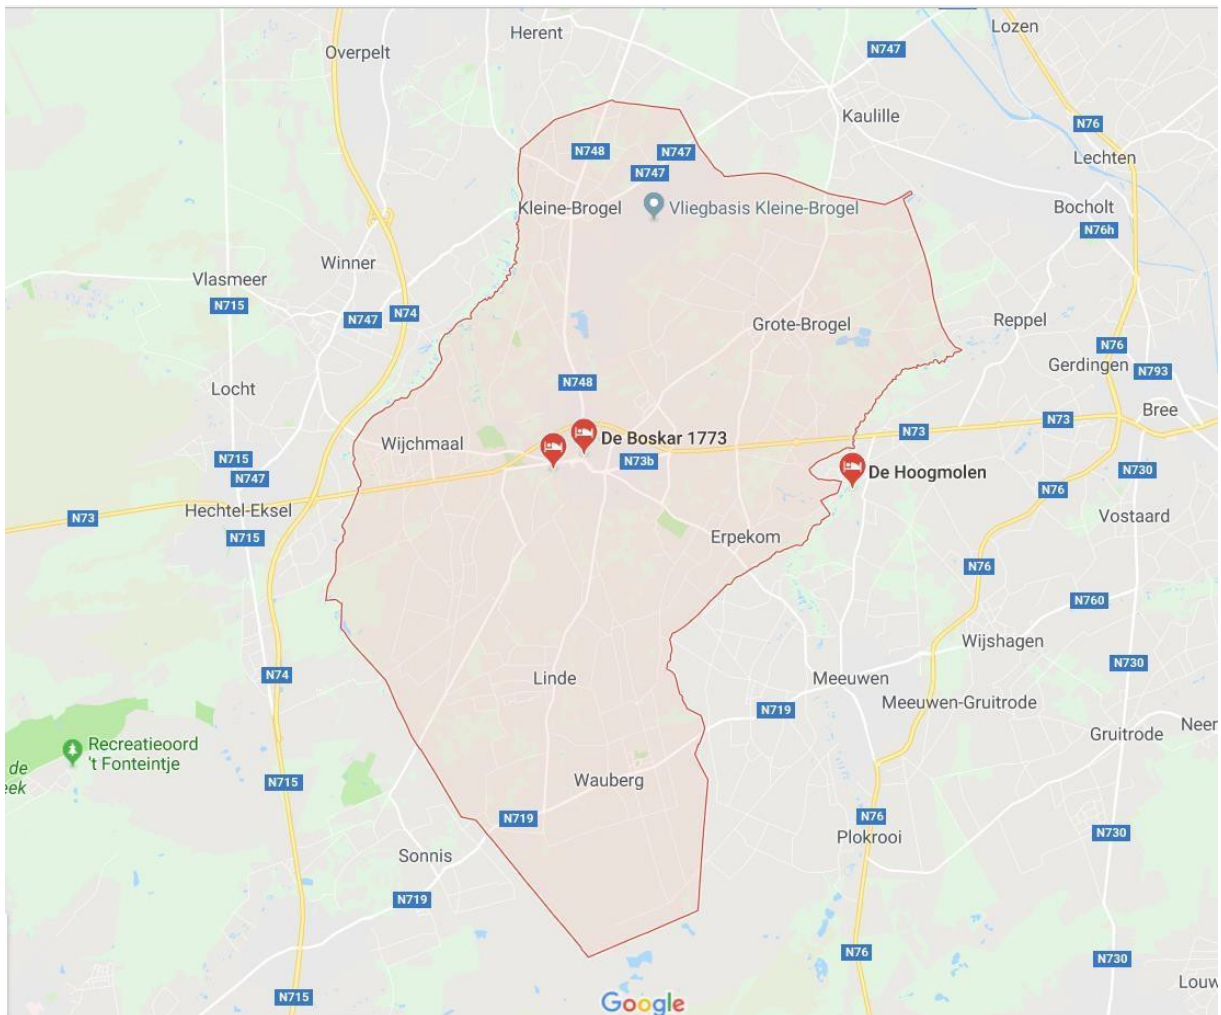 Lozen
Herent
N747
Overpelt
Kaulille
N76
N748
N747
Lechten
N747
Kleine-Brogel
Vliegbasis Kleine-Brogel
Bocholt
N76h
Winner
Vlasmeer
N715
N74
N747
Grote-Brogel
Reppel
N76
Gerdingen
N793
N748
Locht
Bree
N73
N73
Wijchmaal
De Boskar 1773
N715
N73b
N730
De Hoogmolen
N747
N76
Hechtel-Eksel
N73
Vostaard
N715
Erpekom
N76
N760
Wijshagen
N730
N74
Linde
Meeuwen
Meeuwen-Gruitrode
N719
Neer
Gruitrode
Recreatieoord
't Fonteintje
de
eek
N715
Wauberg
N719
N76
N730
Plokrooi
Sonnis
N719
N76
N730
Louw
N715
Google